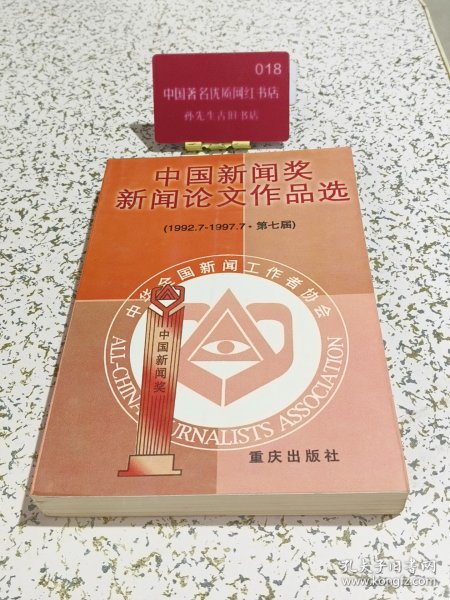 018
中国著名优质网红书店
孙先生古旧书店
中国新闻奖
新闻论文作品选
(1992.7-1997.7·第七届)
中华全国新闻工作者协会
ALL-CHINA JOURNALISTS ASSOCIATION
中国新闻奖
重庆出版社
孔夫子旧书网
www.kongfz.com